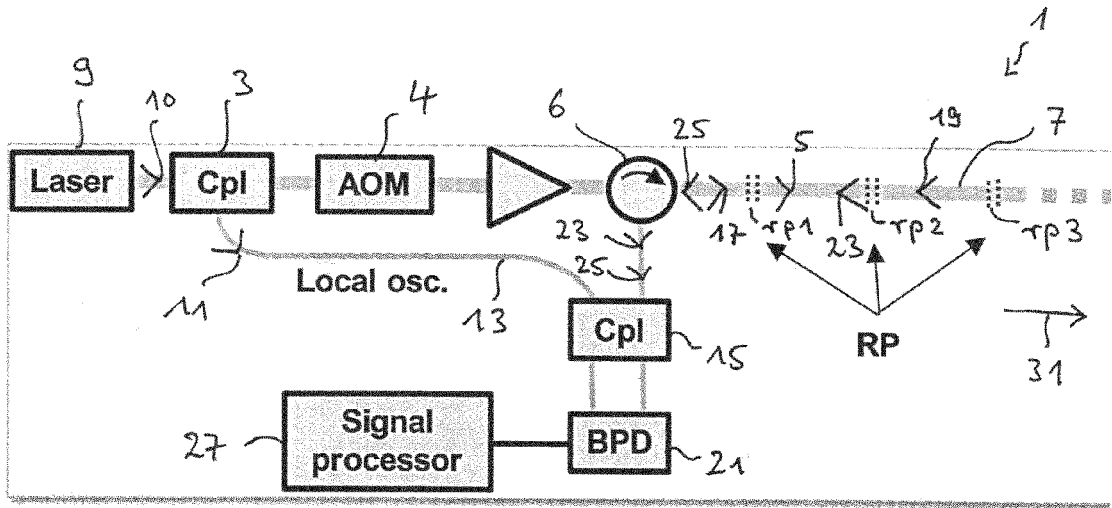 1
9
10
3
4
6
25
5
19
7
Laser
Cpl
AOM
17
rp1
23
rp2
rp3
23
25
11
Local osc.
13
Cpl
15
RP
31
27
Signal
processor
BPD
21